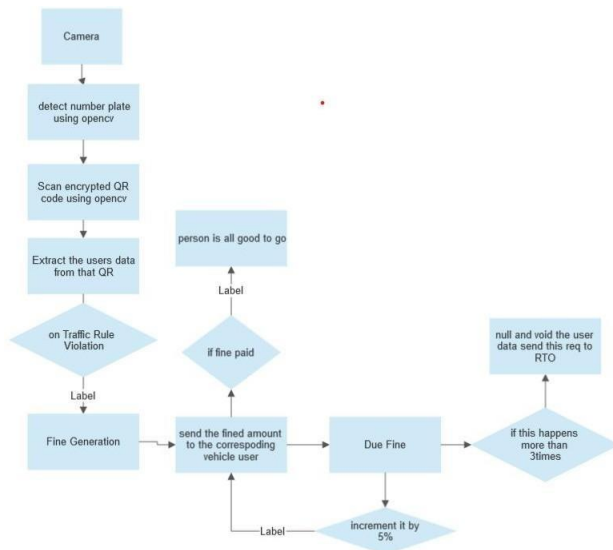 Camera
detect number plate
using opencv
Scan encrypted QR
code using opencv
Extract the users data
from that QR
on Traffic Rule
Violation
Label
Fine Generation
person is all good to go
Label
if fine paid
send the fined amount
to the correspoding
vehicle user
Due Fine
Label
increment it by
5%
null and void the user
data send this req to
RTO
if this happens
more than
3times